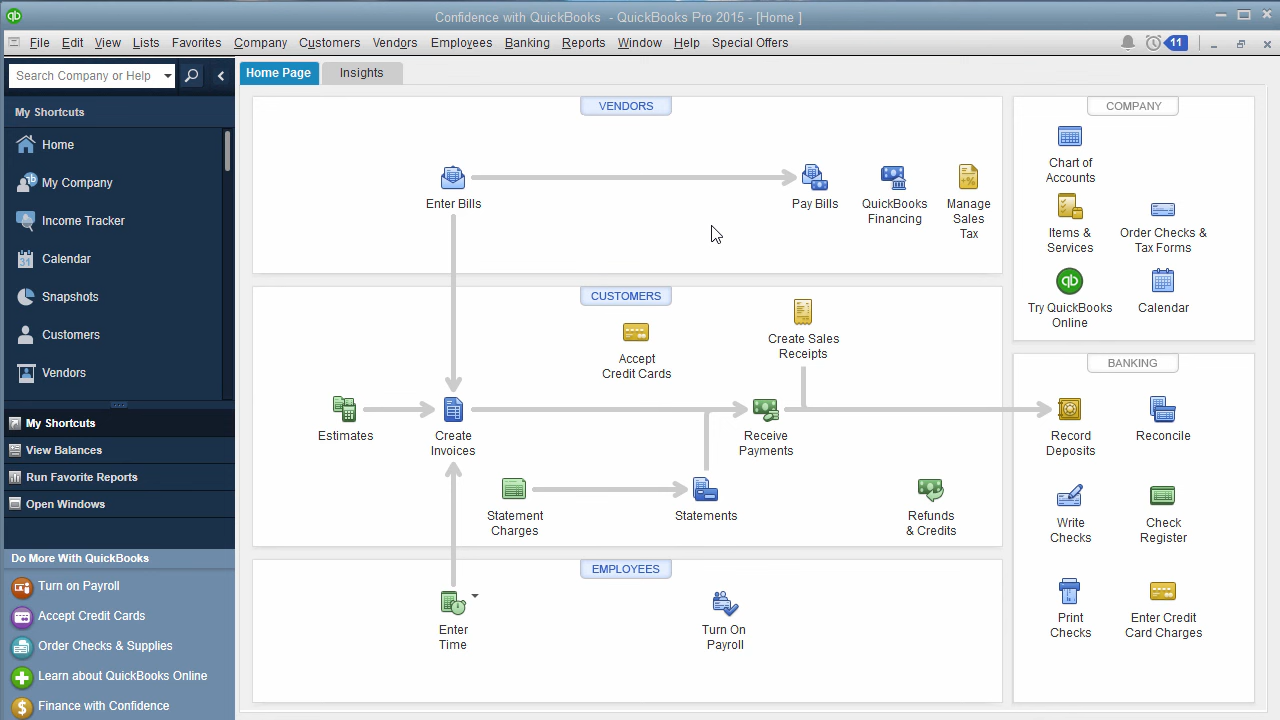 Confidence with QuickBooks - QuickBooks Pro 2015 - [Home ]
File Edit View Lists Favorites Company Customers Vendors Employees Banking Reports Window Help Special Offers 11
Search Company or Help
My Shortcuts
Home
My Company
Income Tracker
Calendar
Snapshots
Customers
Vendors
My Shortcuts
View Balances
Run Favorite Reports
Open Windows
Do More With QuickBooks
Turn on Payroll
Accept Credit Cards
Order Checks & Supplies
Learn about QuickBooks Online
Finance with Confidence
Home Page Insights
VENDORS
Enter Bills
Pay Bills
QuickBooks
Financing
Manage
Sales
Tax
CUSTOMERS
Accept
Credit Cards
Create Sales
Receipts
Estimates
Create
Invoices
Receive
Payments
Statement
Charges
Statements
Refunds
& Credits
EMPLOYEES
Enter
Time
Turn On
Payroll
COMPANY
Chart of
Accounts
Items &
Services
Order Checks &
Tax Forms
Try QuickBooks
Online
Calendar
BANKING
Record
Deposits
Reconcile
Write
Checks
Check
Register
Print
Checks
Enter Credit
Card Charges